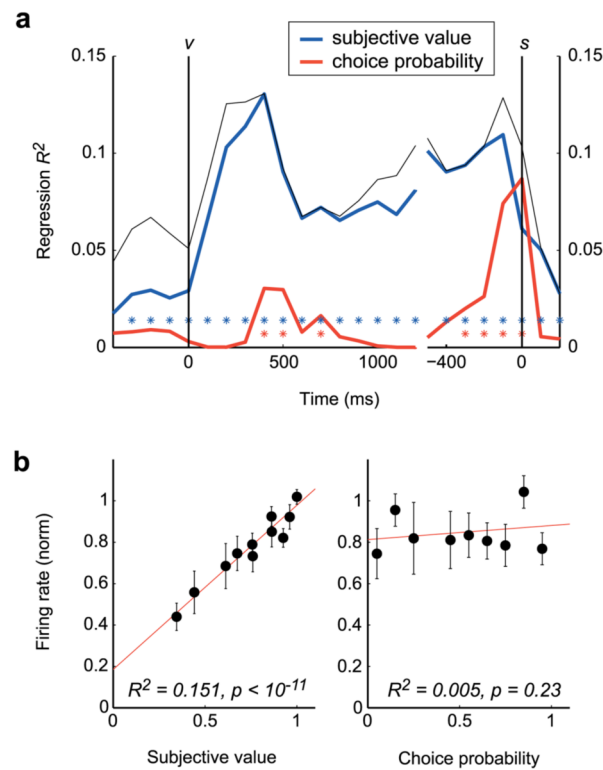 a
v
s
subjective value
choice probability
0.15
0.1
0.05
0
0.15
0.1
0.05
0
Regression R²
0 500 1000 −400 0
Time (ms)
b
1
0.8
0.6
0.4
0.2
0
1
0.8
0.6
0.4
0.2
0
Firing rate (norm)
R² = 0.151, p < 10⁻¹¹
R² = 0.005, p = 0.23
0.5 1
0 0.5 1
Subjective value
Choice probability